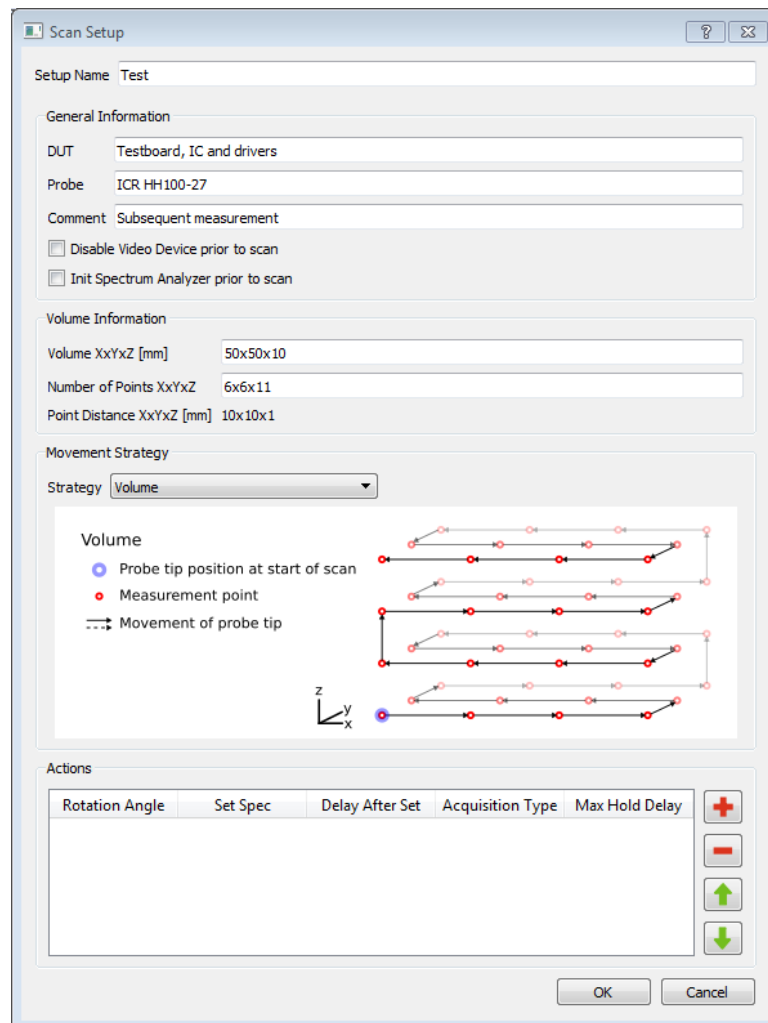 Scan Setup
Setup Name Test
General Information
DUT Testboard, IC and drivers
Probe ICR HH100-27
Comment Subsequent measurement
Disable Video Device prior to scan
Init Spectrum Analyzer prior to scan
Volume Information
Volume XxYxZ [mm] 50x50x10
Number of Points XxYxZ 6x6x11
Point Distance XxYxZ [mm] 10x10x1
Movement Strategy
Strategy Volume
Volume
Probe tip position at start of scan
Measurement point
Movement of probe tip
z
y
x
Actions
Rotation Angle Set Spec Delay After Set Acquisition Type Max Hold Delay
OK Cancel